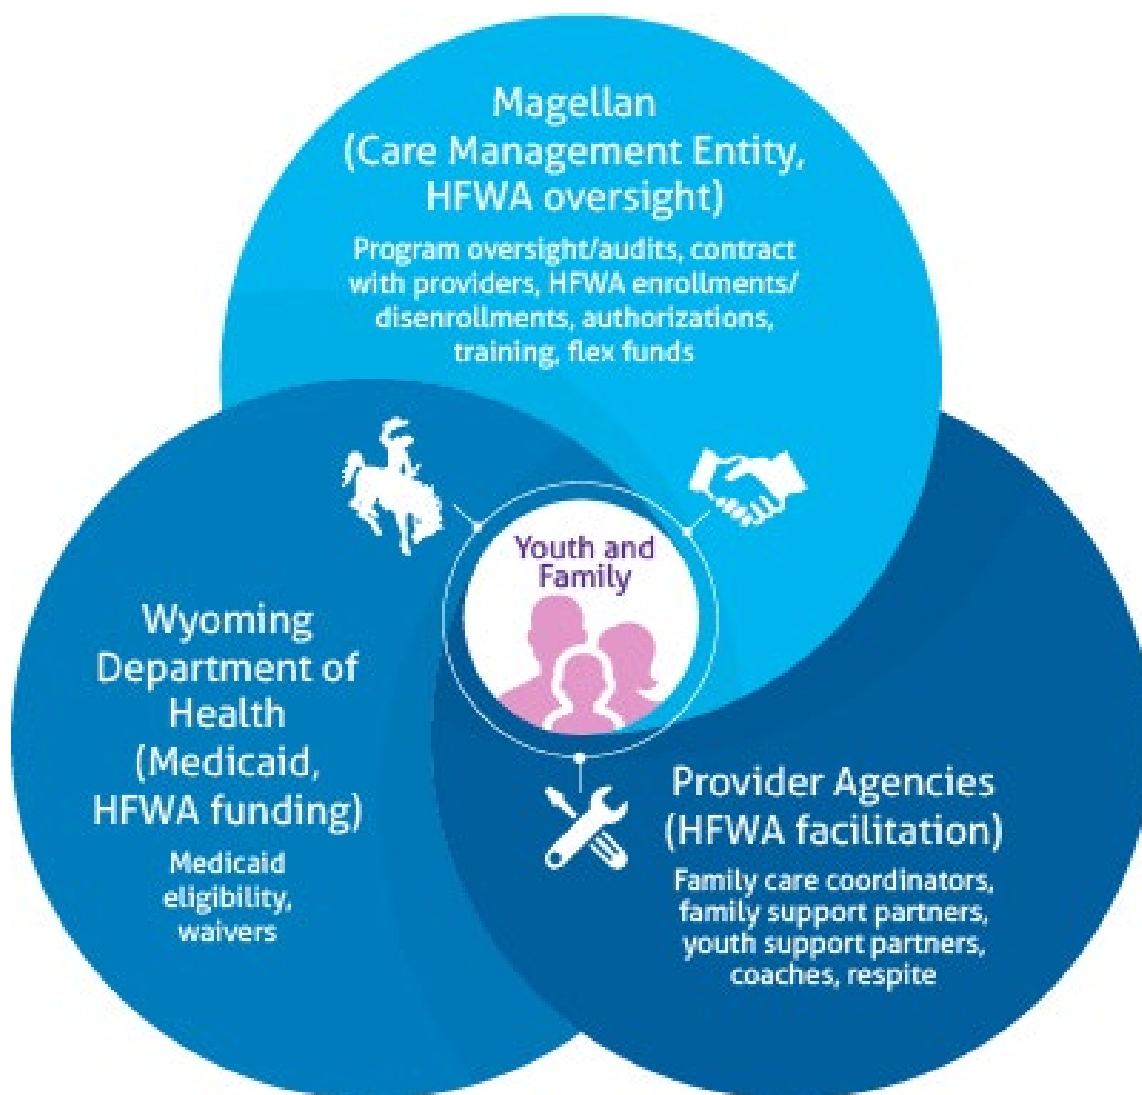 Magellan
(Care Management Entity,
HFWA oversight)
Program oversight/audits, contract
with providers, HFWA enrollments/
disenrollments, authorizations,
training, flex funds
Youth and
Family
Wyoming
Department of
Health
(Medicaid,
HFWA funding)
Medicaid
eligibility,
waivers
Provider Agencies
(HFWA facilitation)
Family care coordinators,
family support partners,
youth support partners,
coaches, respite